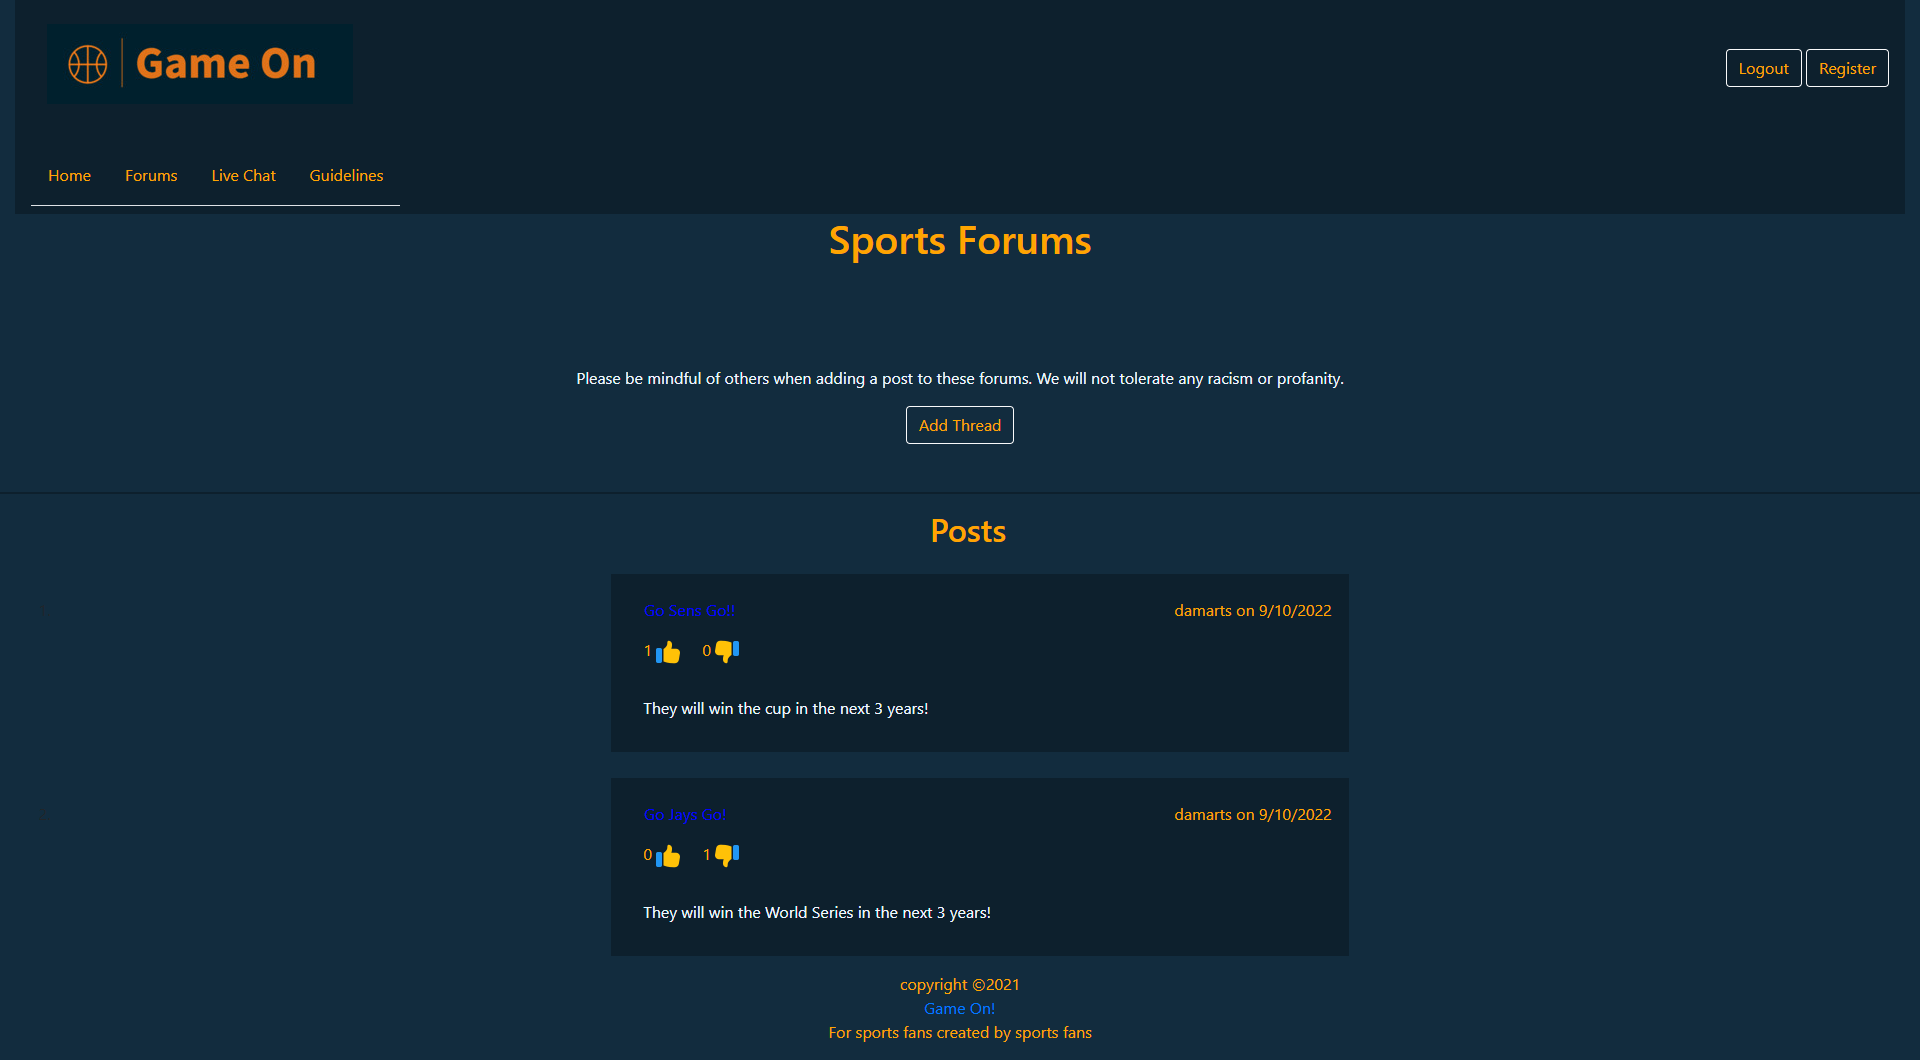 Game On
Logout Register
Home Forums Live Chat Guidelines
Sports Forums
Please be mindful of others when adding a post to these forums. We will not tolerate any racism or profanity.
Add Thread
Posts
Go Sens Go!! damarts on 9/10/2022
1 0
They will win the cup in the next 3 years!
Go Jays Go! damarts on 9/10/2022
0 1
They will win the World Series in the next 3 years!
copyright ©2021
Game On!
For sports fans created by sports fans